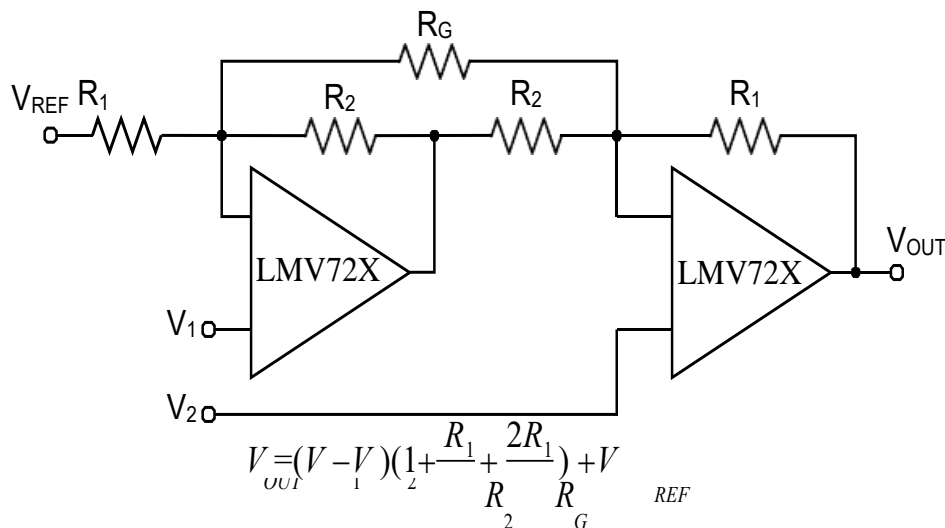 R_G
V_REF R_1 R_2 R_2 R_1
LMV72X LMV72X
V_OUT
V_1
V_2
V_OUT=(V_1−V_2)(1+R_1/R_2+2R_1/R_G)+V_REF